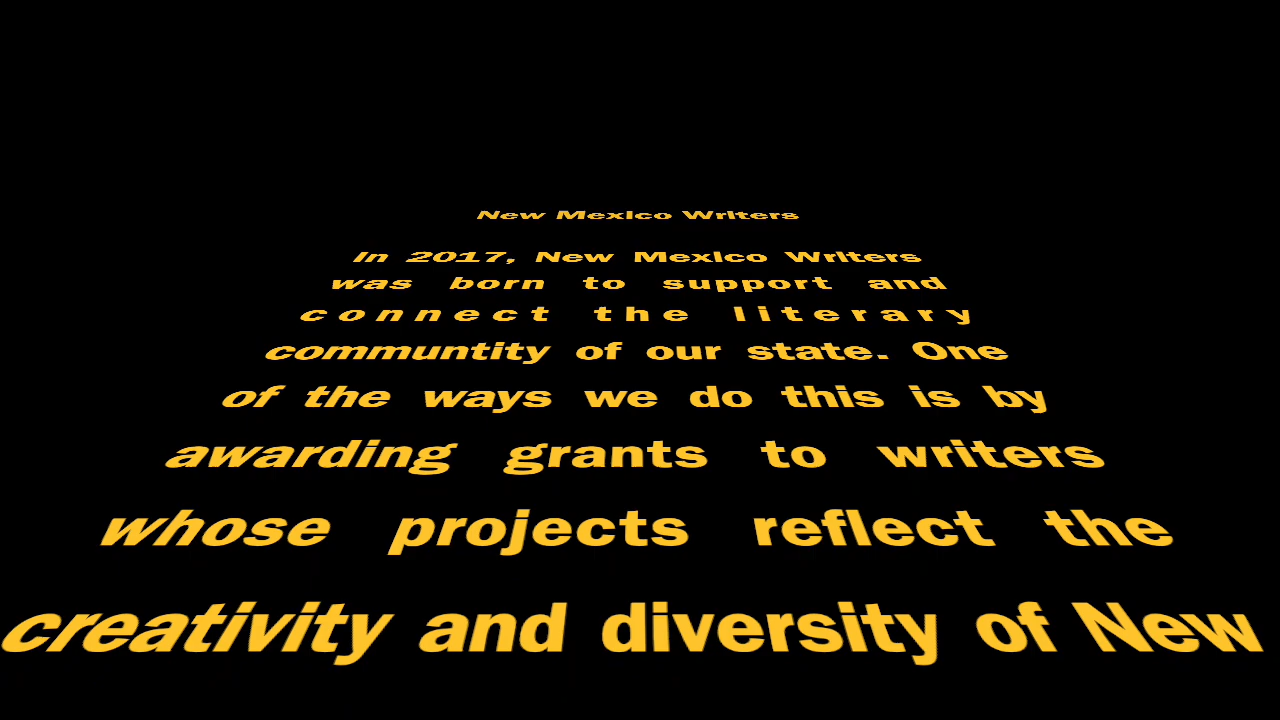 New Mexico Writers
In 2017, New Mexico Writers
was born to support and
connect the literary
communtity of our state. One
of the ways we do this is by
awarding grants to writers
whose projects reflect the
creativity and diversity of New